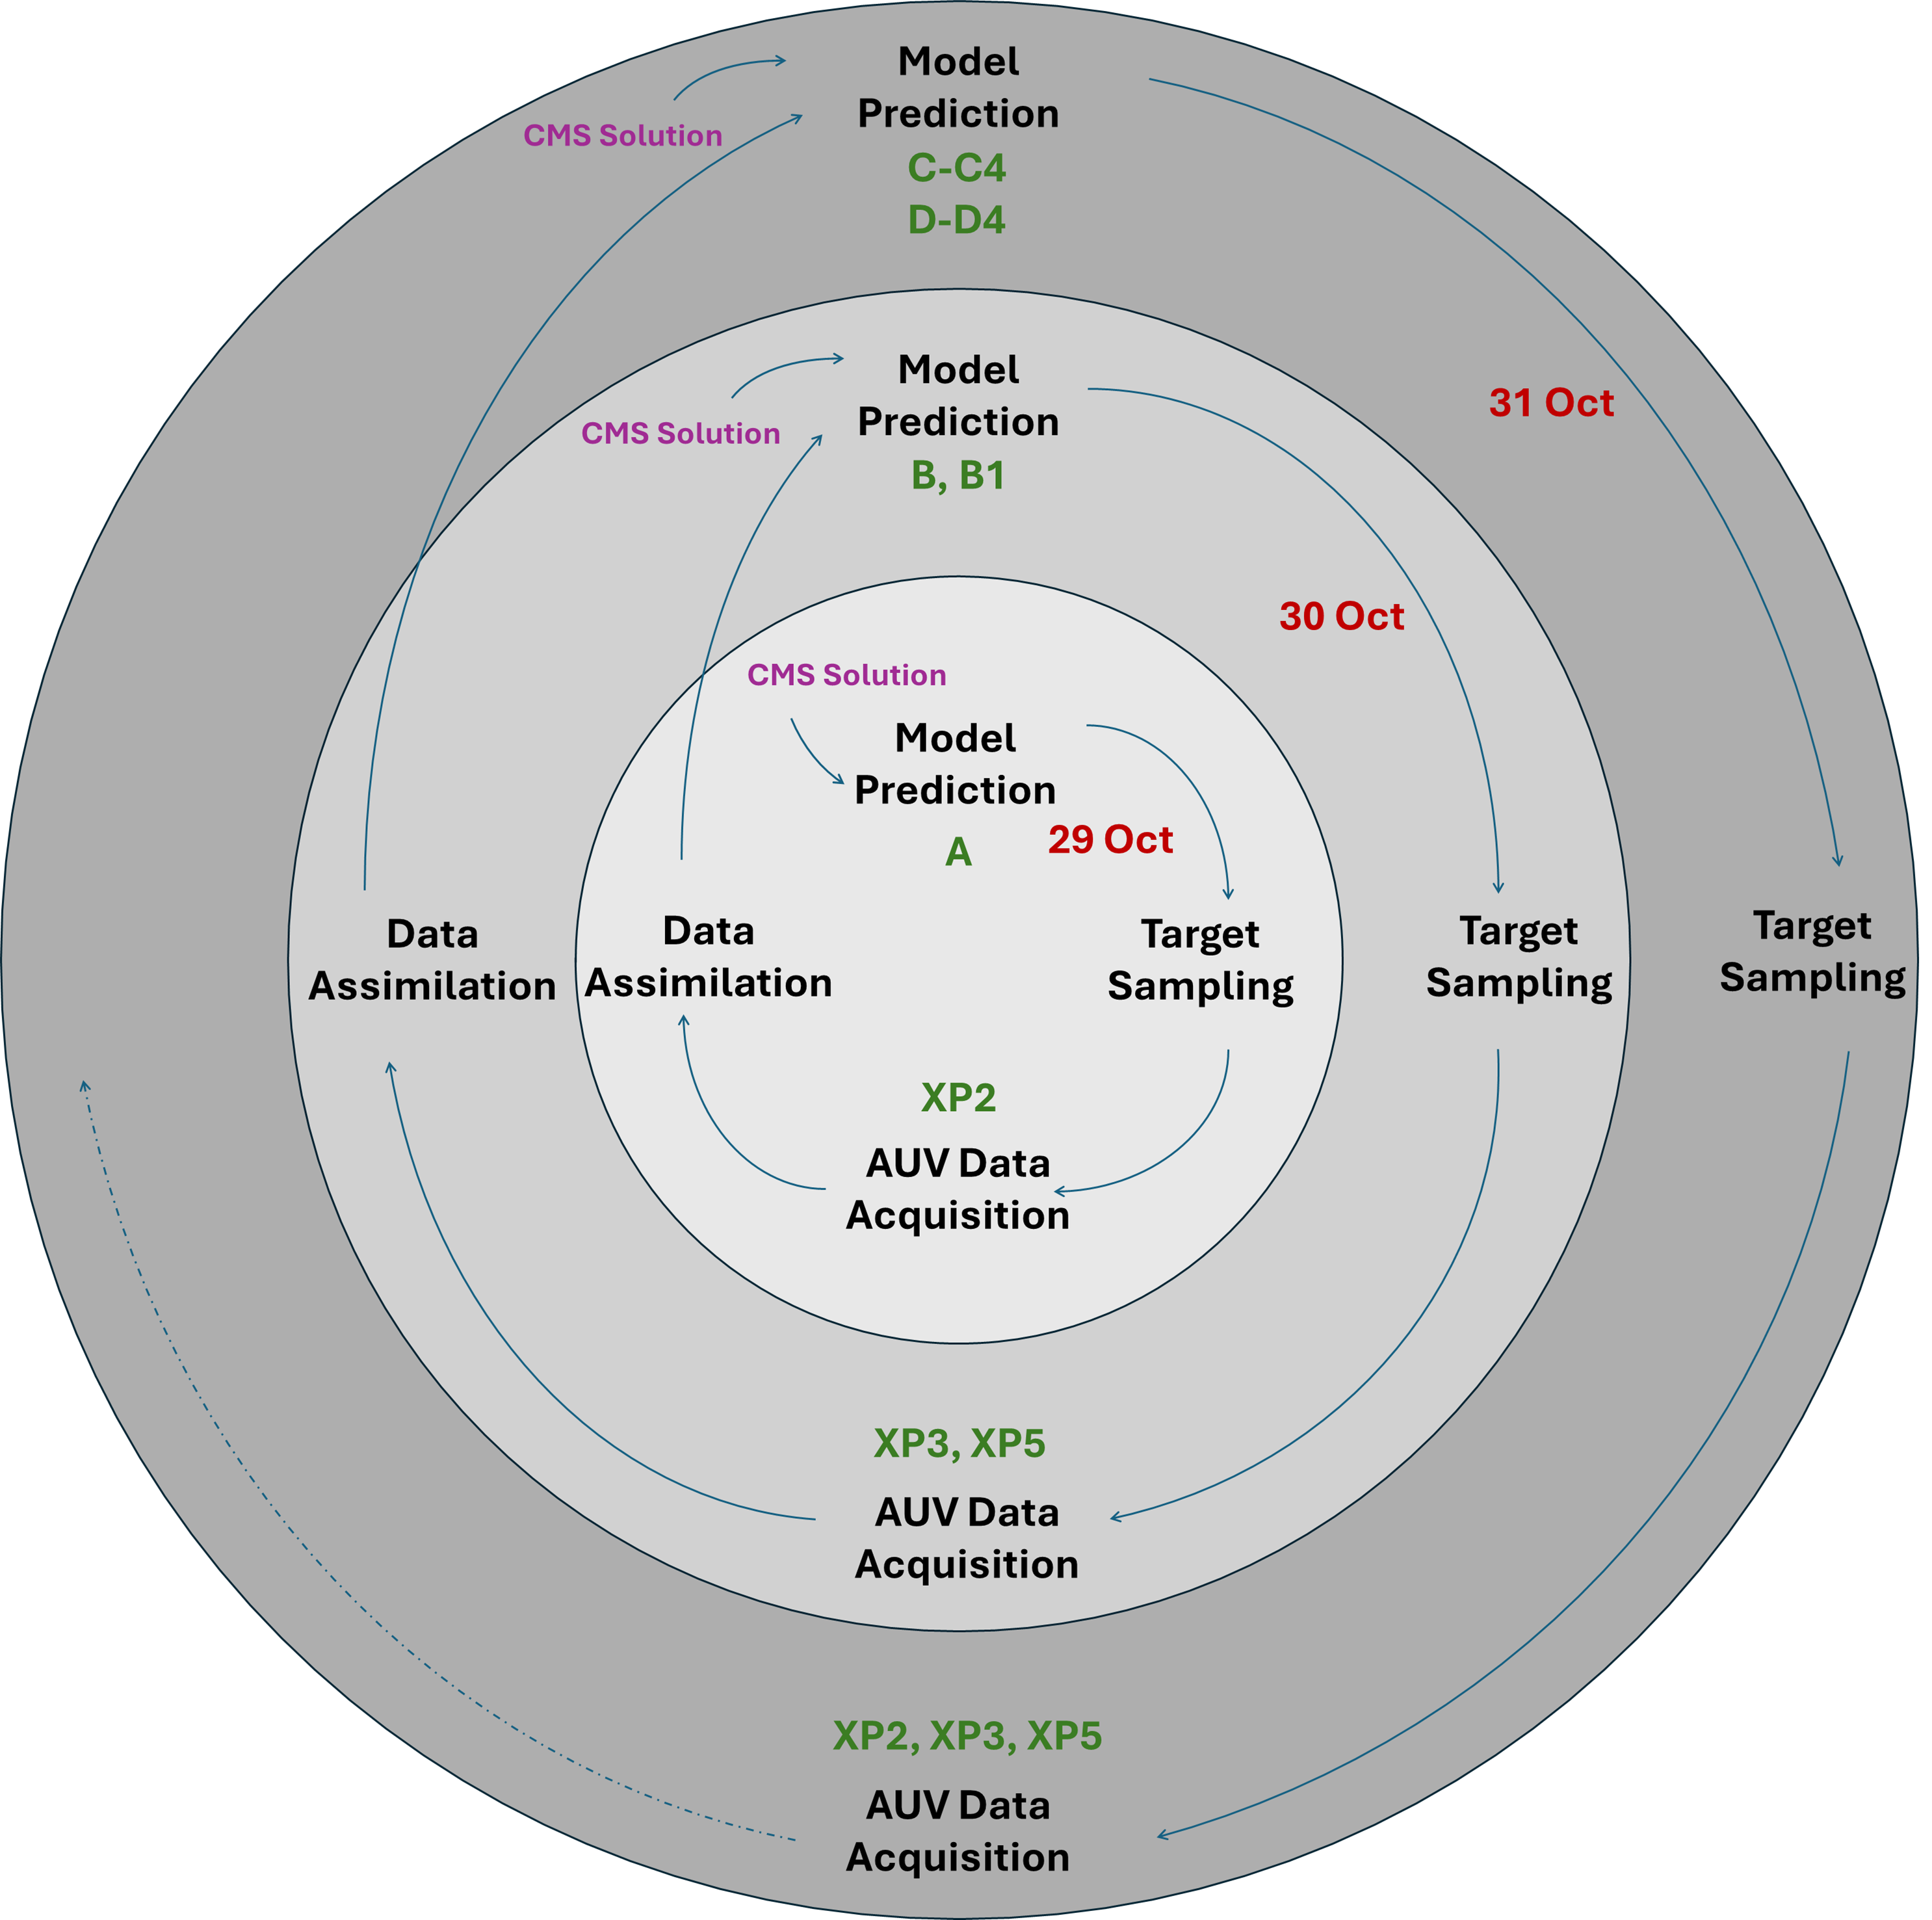 Model
Prediction
CMS Solution
C-C4
D-D4
Model
Prediction
CMS Solution
B, B1
31 Oct
30 Oct
CMS Solution
Model
Prediction
A
29 Oct
Data
Assimilation
Data
Assimilation
Target
Sampling
Target
Sampling
Target
Sampling
XP2
AUV Data
Acquisition
XP3, XP5
AUV Data
Acquisition
XP2, XP3, XP5
AUV Data
Acquisition